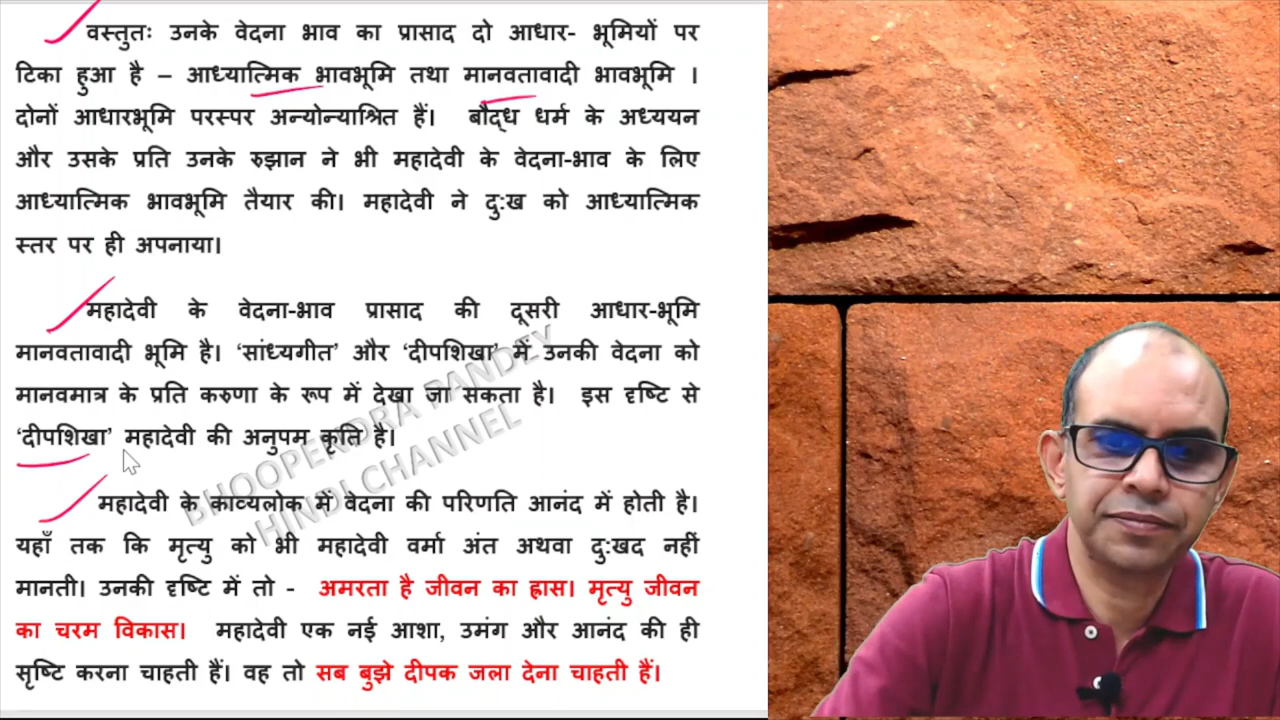 वस्तुतः उनके वेदना भाव का प्रासाद दो आधार- भूमियों पर
टिका हुआ है – आध्यात्मिक भावभूमि तथा मानवतावादी भावभूमि ।
दोनों आधारभूमि परस्पर अन्योन्याश्रित हैं। बौद्ध धर्म के अध्ययन
और उसके प्रति उनके रुझान ने भी महादेवी के वेदना-भाव के लिए
आध्यात्मिक भावभूमि तैयार की। महादेवी ने दु:ख को आध्यात्मिक
स्तर पर ही अपनाया।
महादेवी के वेदना-भाव प्रासाद की दूसरी आधार-भूमि
मानवतावादी भूमि है। ‘सांध्यगीत’ और ‘दीपशिखा’ में उनकी वेदना को
मानवमात्र के प्रति करुणा के रूप में देखा जा सकता है। इस दृष्टि से
‘दीपशिखा’ महादेवी की अनुपम कृति है।
महादेवी के काव्यलोक में वेदना की परिणति आनंद में होती है।
यहाँ तक कि मृत्यु को भी महादेवी वर्मा अंत अथवा दु:खद नहीं
मानती। उनकी दृष्टि में तो - अमरता है जीवन का ह्रास। मृत्यु जीवन
का चरम विकास। महादेवी एक नई आशा, उमंग और आनंद की ही
सृष्टि करना चाहती हैं। वह तो सब बुझे दीपक जला देना चाहती हैं।
BHOOPENDRA PANDEY
HINDI CHANNEL